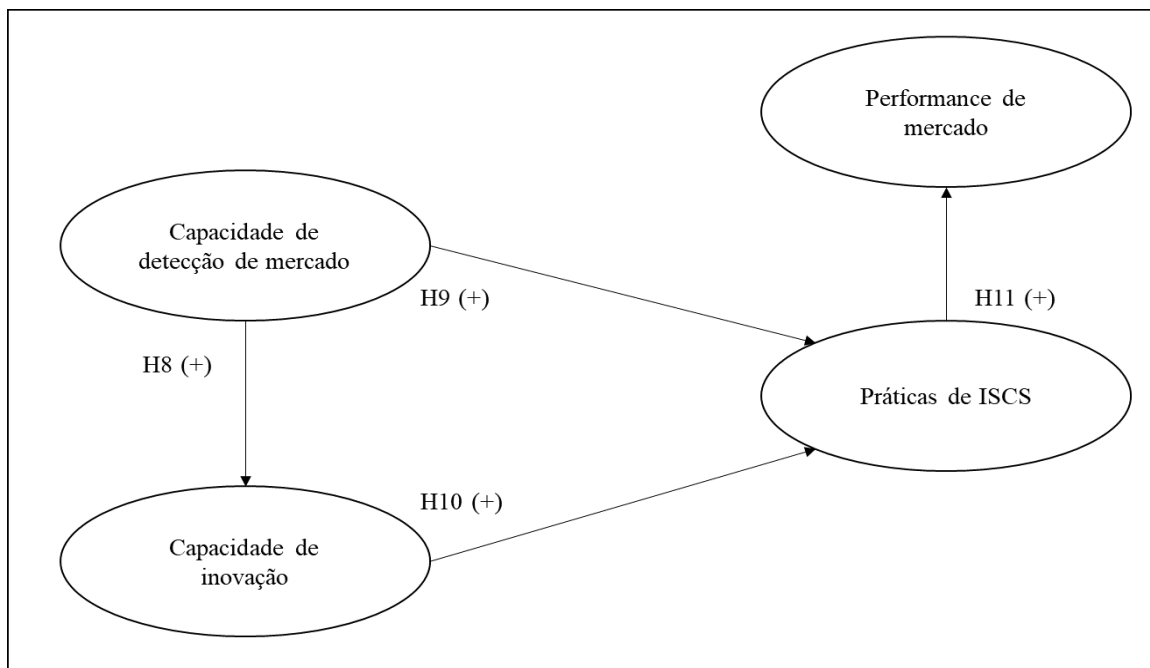 Performance de
mercado
Capacidade de
detecção de mercado
H9 (+)
H11 (+)
H8 (+)
Práticas de ISCS
H10 (+)
Capacidade de
inovação